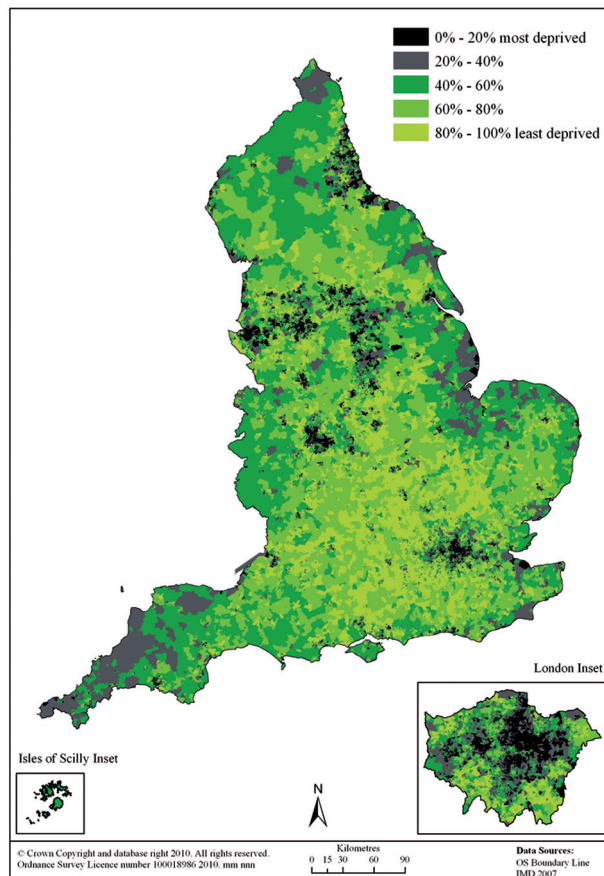 0% - 20% most deprived
20% - 40%
40% - 60%
60% - 80%
80% - 100% least deprived
London Inset
Isles of Scilly Inset
N
© Crown Copyright and database right 2010. All rights reserved.
Ordnance Survey Licence number 100018986 2010. mm nnn
Kilometres
0 15 30 60 90
Data Sources:
OS Boundary Line
IMD 2007